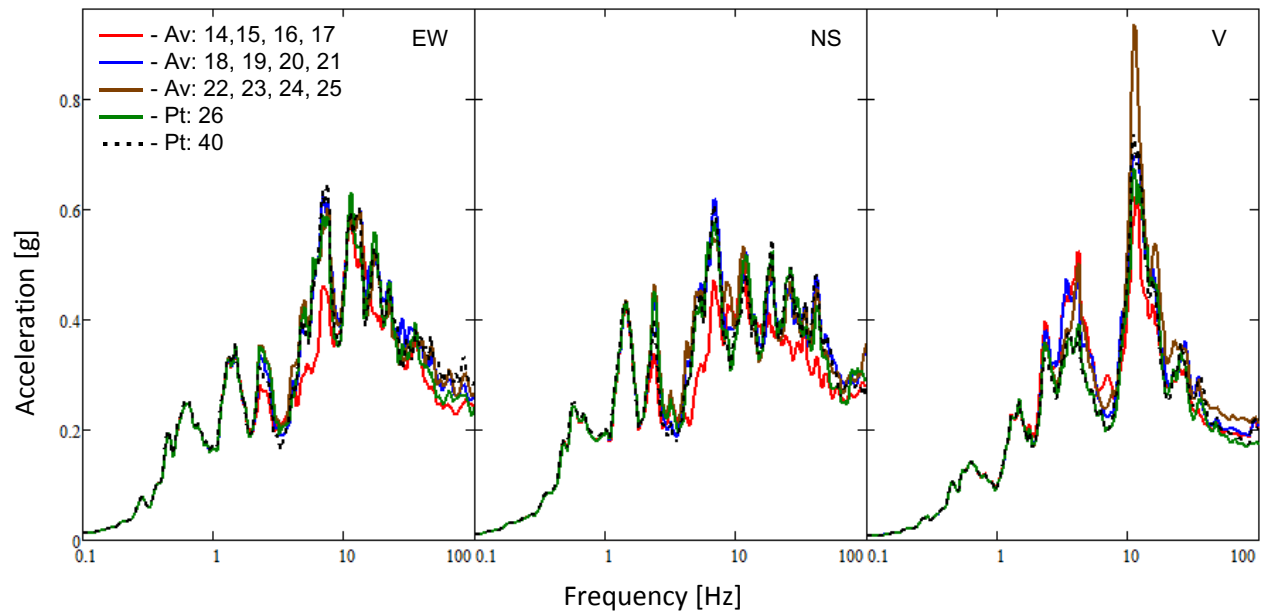 - Av: 14,15, 16, 17
- Av: 18, 19, 20, 21
- Av: 22, 23, 24, 25
- Pt: 26
- Pt: 40
EW
NS
V
Acceleration [g]
0.8
0.6
0.4
0.2
0
0.1 1 10 100
0.1 1 10 100
0.1 1 10 100
Frequency [Hz]